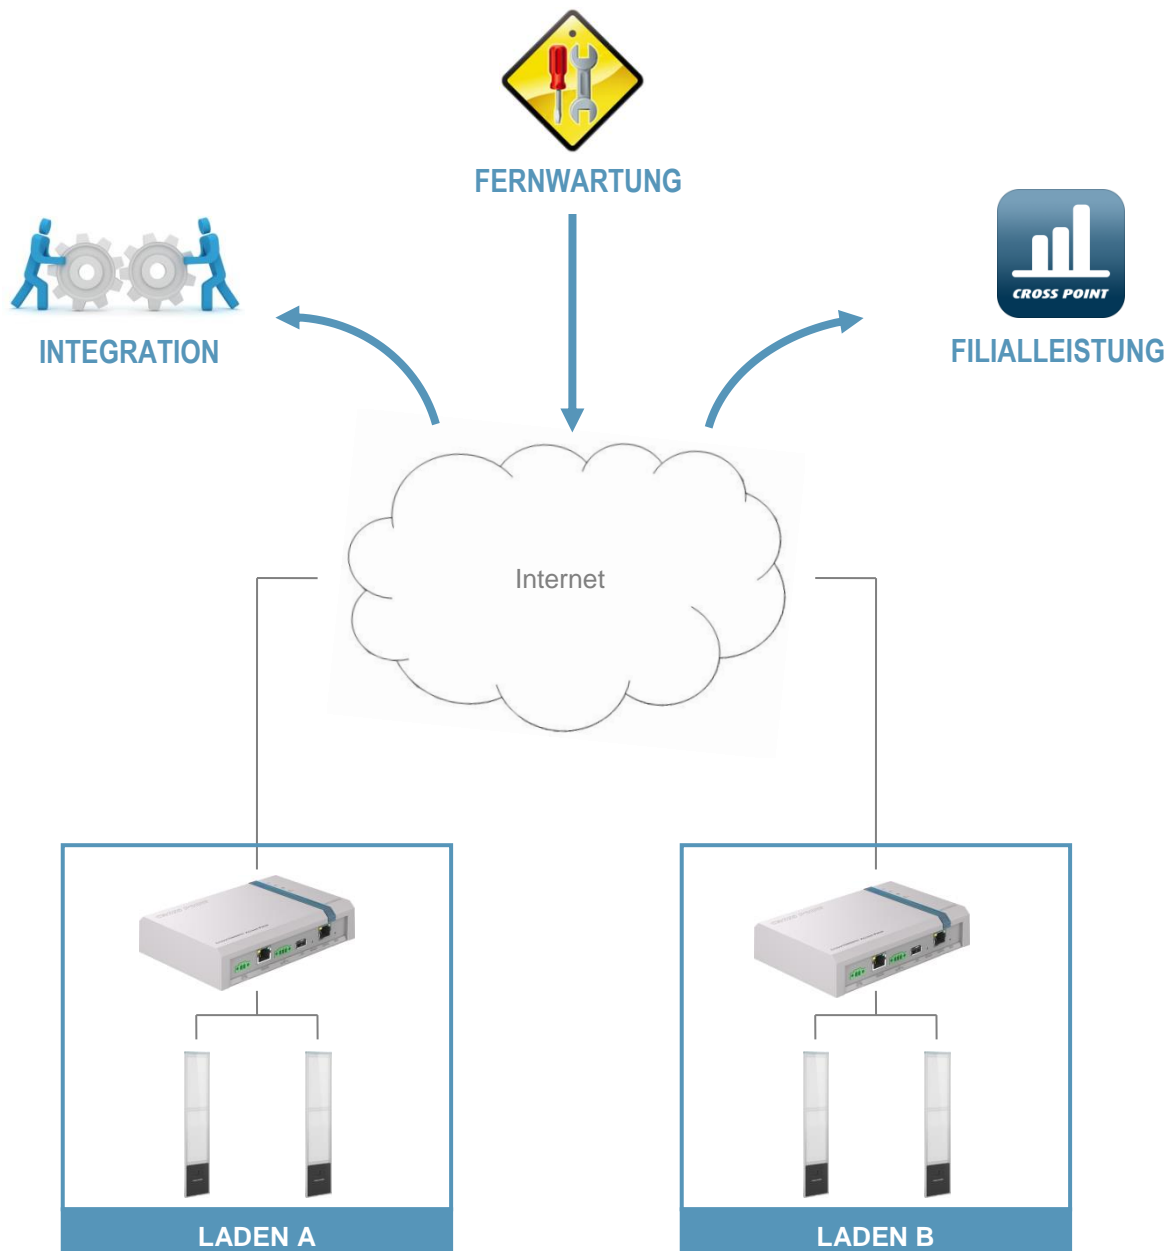 FERNWARTUNG
CROSS POINT
INTEGRATION
FILIALLEISTUNG
Internet
LADEN A
LADEN B